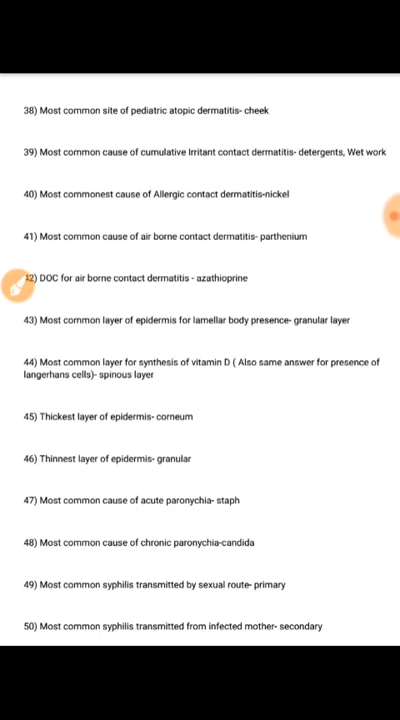 38) Most common site of pediatric atopic dermatitis- cheek
39) Most common cause of cumulative Irritant contact dermatitis- detergents, Wet work
40) Most commonest cause of Allergic contact dermatitis-nickel
41) Most common cause of air borne contact dermatitis- parthenium
42) DOC for air borne contact dermatitis - azathioprine
43) Most common layer of epidermis for lamellar body presence- granular layer
44) Most common layer for synthesis of vitamin D ( Also same answer for presence of
langerhans cells)- spinous layer
45) Thickest layer of epidermis- corneum
46) Thinnest layer of epidermis- granular
47) Most common cause of acute paronychia- staph
48) Most common cause of chronic paronychia-candida
49) Most common syphilis transmitted by sexual route- primary
50) Most common syphilis transmitted from infected mother- secondary